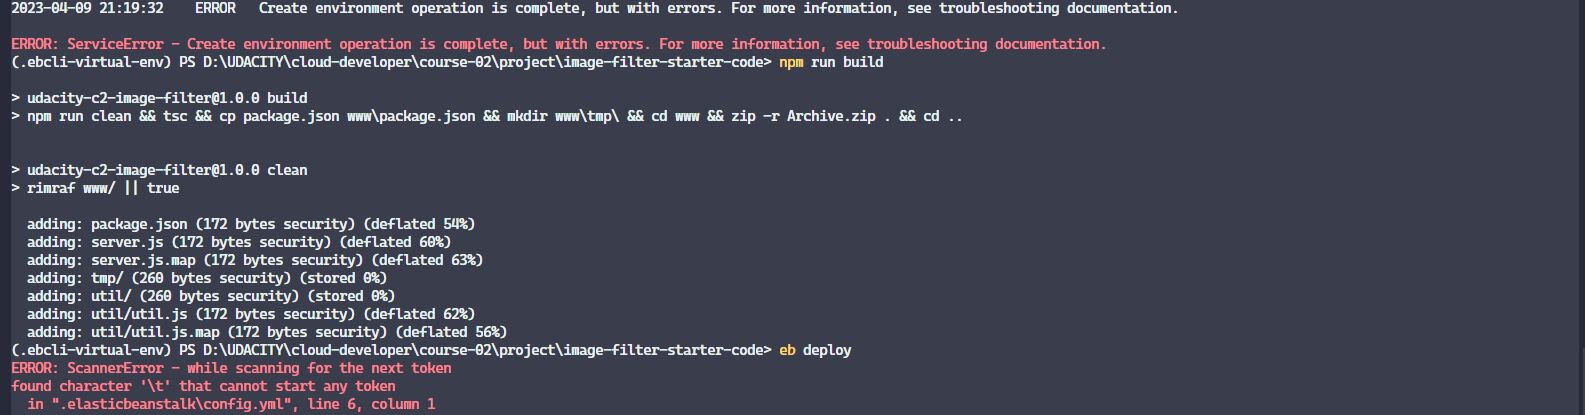 2023-04-09 21:19:32    ERROR   Create environment operation is complete, but with errors. For more information, see troubleshooting documentation.
ERROR: ServiceError - Create environment operation is complete, but with errors. For more information, see troubleshooting documentation.
(.ebcli-virtual-env) PS D:\UDACITY\cloud-developer\course-02\project\image-filter-starter-code> npm run build
> udacity-c2-image-filter@1.0.0 build
> npm run clean && tsc && cp package.json www\package.json && mkdir www\tmp\ && cd www && zip -r Archive.zip . && cd ..
> udacity-c2-image-filter@1.0.0 clean
> rimraf www/ || true
  adding: package.json (172 bytes security) (deflated 54%)
  adding: server.js (172 bytes security) (deflated 60%)
  adding: server.js.map (172 bytes security) (deflated 63%)
  adding: tmp/ (260 bytes security) (stored 0%)
  adding: util/ (260 bytes security) (stored 0%)
  adding: util/util.js (172 bytes security) (deflated 62%)
  adding: util/util.js.map (172 bytes security) (deflated 56%)
(.ebcli-virtual-env) PS D:\UDACITY\cloud-developer\course-02\project\image-filter-starter-code> eb deploy
ERROR: ScannerError - while scanning for the next token
found character '\t' that cannot start any token
  in ".elasticbeanstalk\config.yml", line 6, column 1